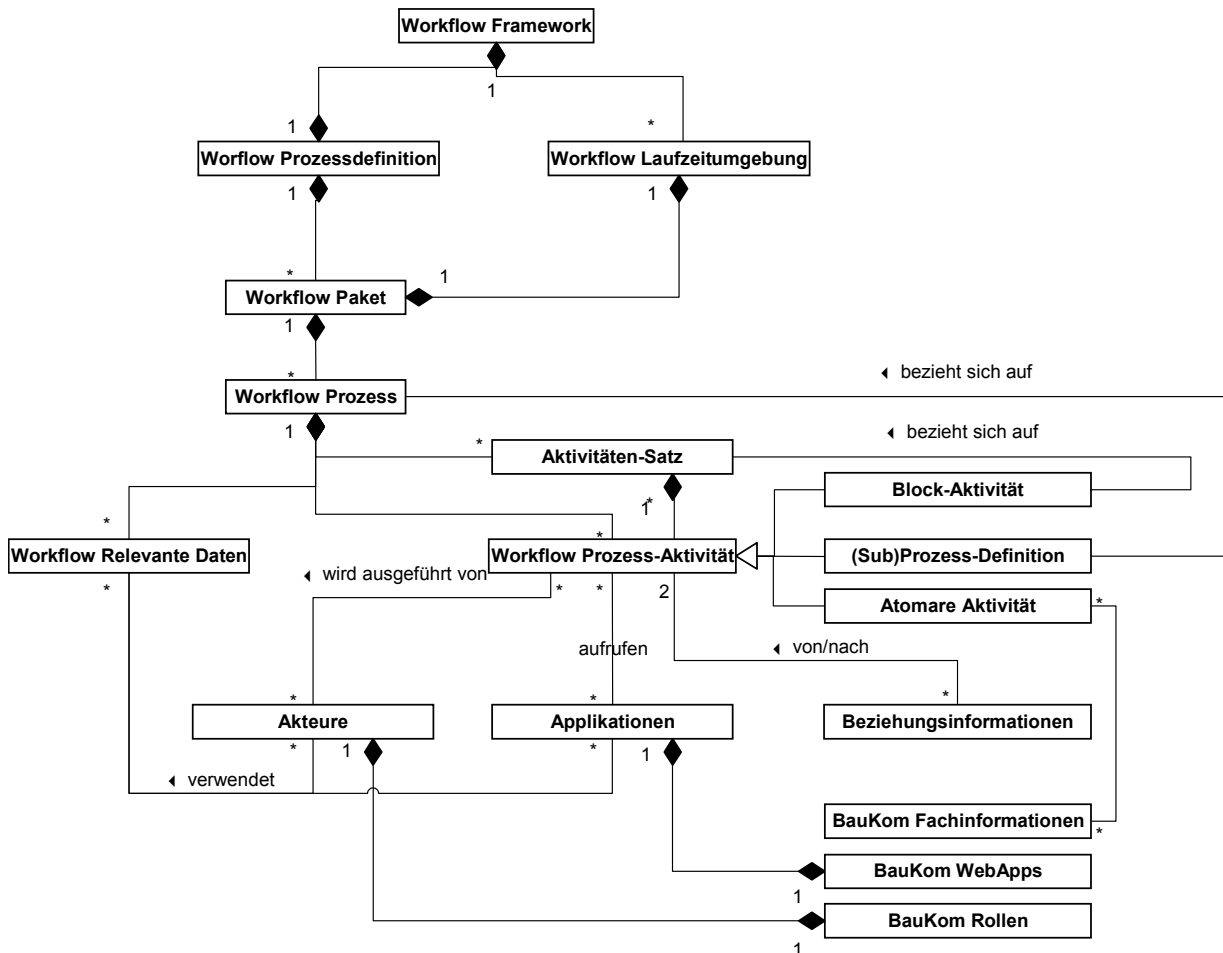 Workflow Framework
1
1
*
Worflow Prozessdefinition
Workflow Laufzeitumgebung
1
1
*
1
Workflow Paket
1
*
◂ bezieht sich auf
Workflow Prozess
1
*
◂ bezieht sich auf
Aktivitäten-Satz
Block-Aktivität
1
*
*
*
Workflow Relevante Daten
Workflow Prozess-Aktivität
(Sub)Prozess-Definition
*
◂ wird ausgeführt von
*
*
2
Atomare Aktivität
*
aufrufen
◂ von/nach
*
*
*
Akteure
Applikationen
Beziehungsinformationen
*
1
*
1
◂ verwendet
BauKom Fachinformationen
*
BauKom WebApps
1
BauKom Rollen
1